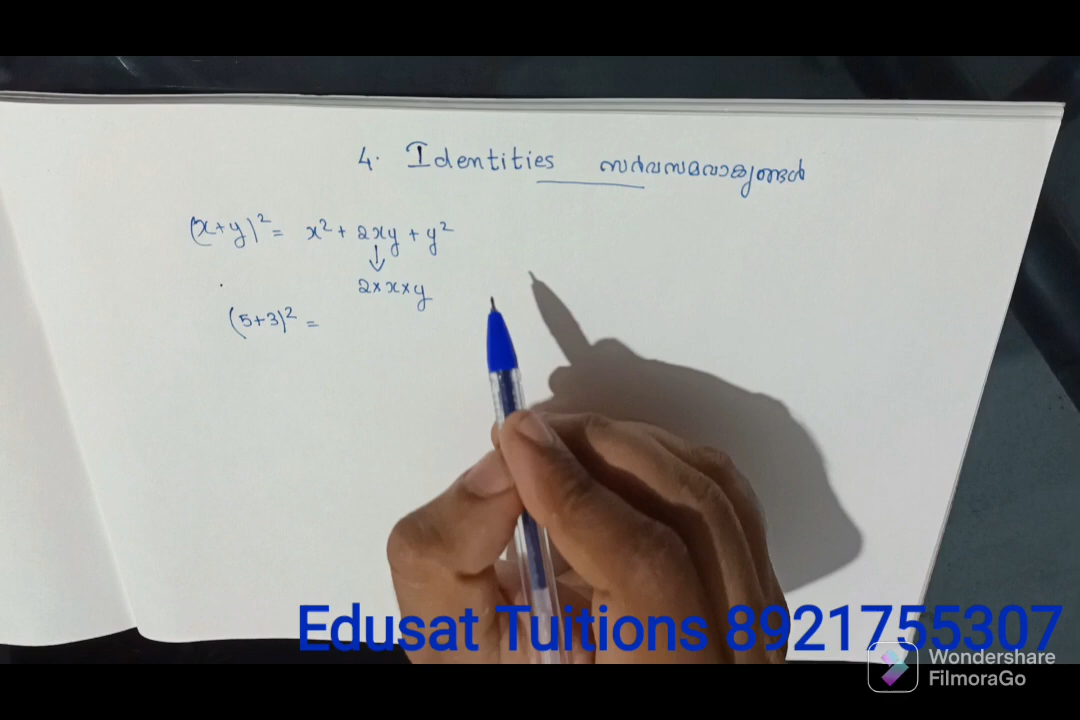 4. Identities സർവസമവാക്യങ്ങൾ
(x+y)² = x² + 2xy + y²
↓
2×x×y
(5+3)² =
Edusat Tuitions 8921755307
Wondershare
FilmoraGo